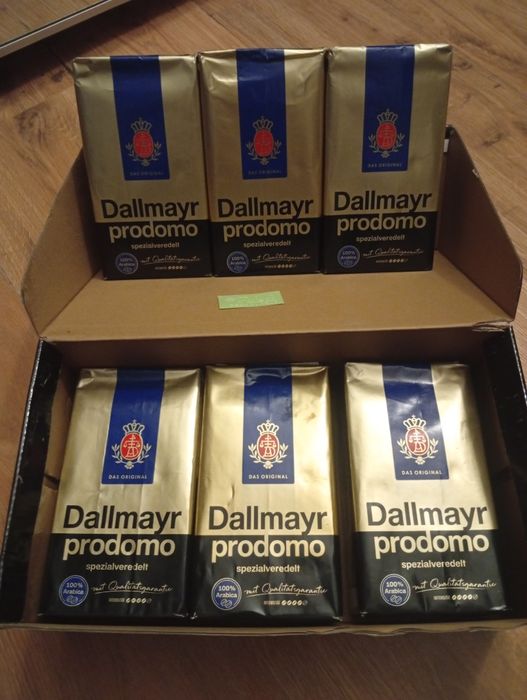 DAS ORIGINAL
Dallmayr
prodomo
spezialveredelt
100%
Arabica
mit Qualitätsgarantie
DAS ORIGINAL
Dallmayr
prodomo
spezialveredelt
100%
Arabica
mit Qualitätsgarantie
DAS ORIGINAL
Dallmayr
prodomo
spezialveredelt
100%
Arabica
mit Qualitätsgarantie
DAS ORIGINAL
Dallmayr
prodomo
spezialveredelt
100%
Arabica
mit Qualitätsgarantie
DAS ORIGINAL
Dallmayr
prodomo
spezialveredelt
100%
Arabica
mit Qualitätsgarantie
DAS ORIGINAL
Dallmayr
prodomo
spezialveredelt
100%
Arabica
mit Qualitätsgarantie